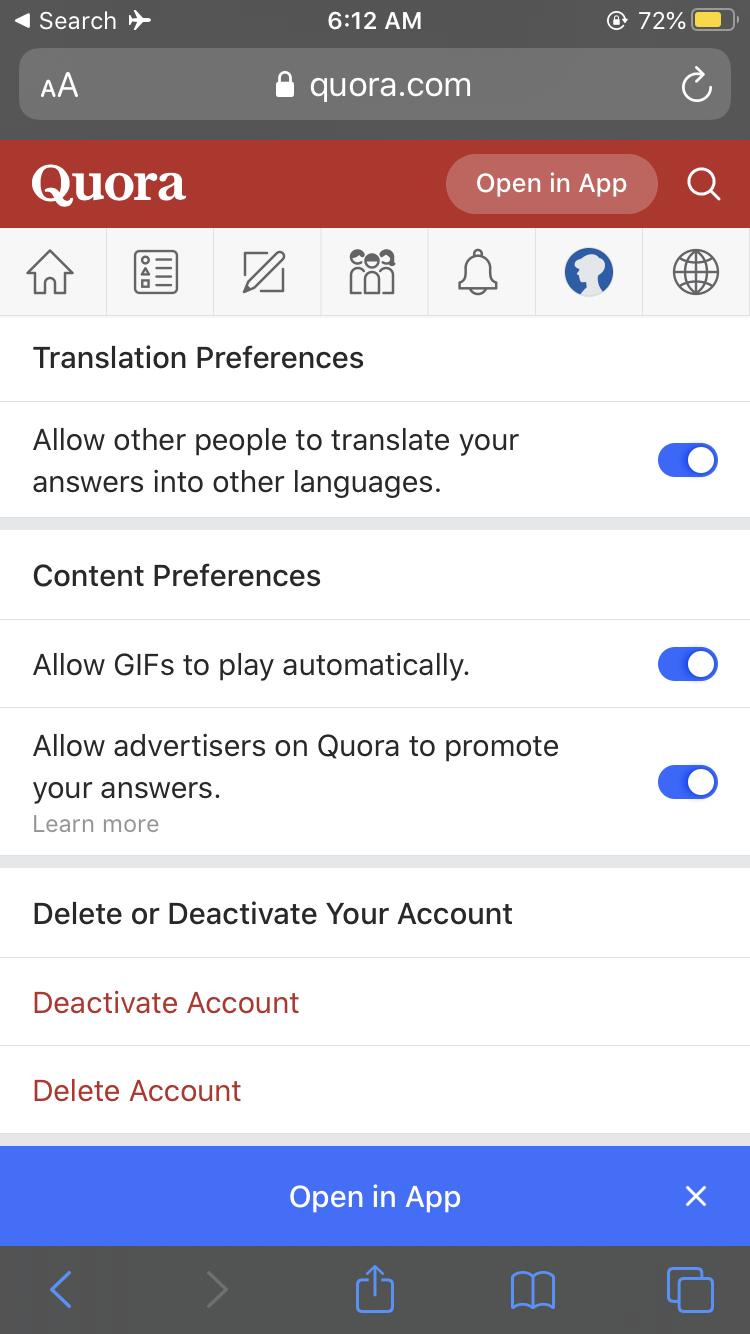 Search
6:12 AM
72%
AA
quora.com
Quora
Open in App
Translation Preferences
Allow other people to translate your
answers into other languages.
Content Preferences
Allow GIFs to play automatically.
Allow advertisers on Quora to promote
your answers.
Learn more
Delete or Deactivate Your Account
Deactivate Account
Delete Account
Open in App